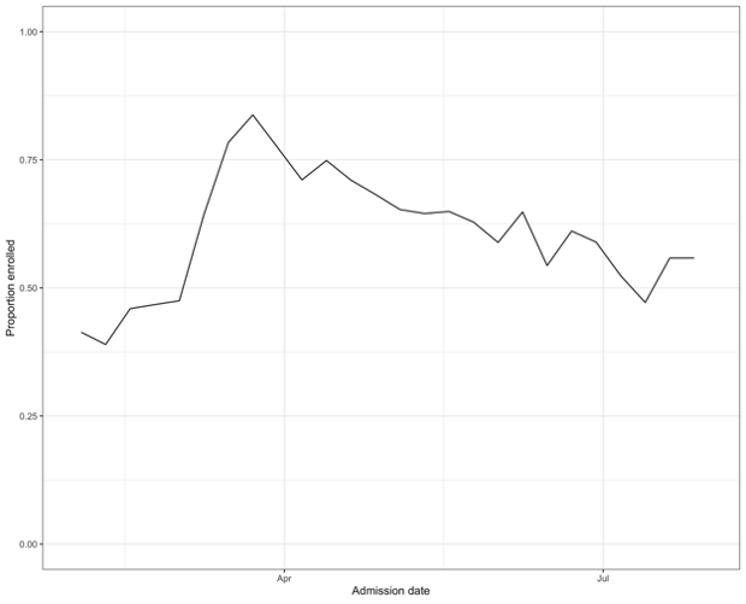 1.00
0.75
0.50
0.25
0.00
Proportion enrolled
Apr
Jul
Admission date